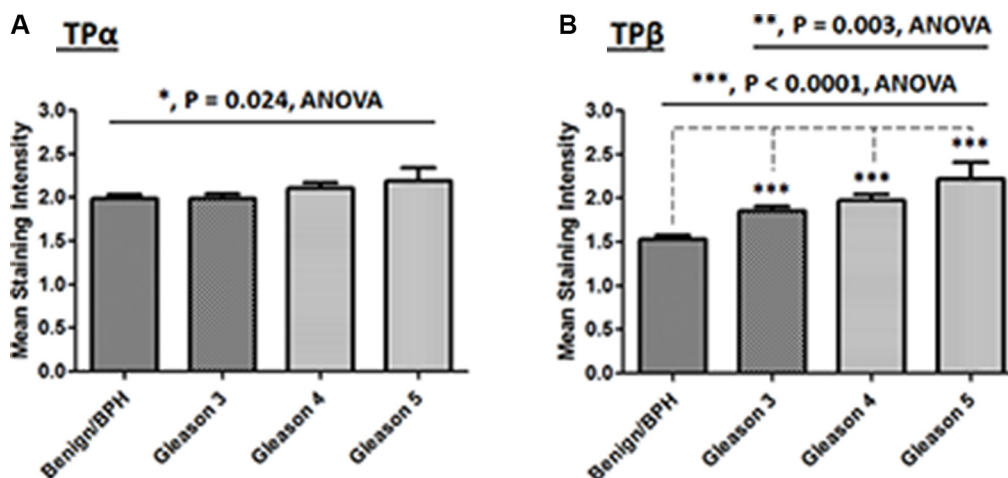 A
TPα
*, P = 0.024, ANOVA
Mean Staining Intensity
3.0
2.5
2.0
1.5
1.0
0.5
0.0
Benign/BPH
Gleason 3
Gleason 4
Gleason 5
B
TPβ
**, P = 0.003, ANOVA
***, P < 0.0001, ANOVA
Mean Staining Intensity
3.0
2.5
2.0
1.5
1.0
0.5
0.0
***
***
***
Benign/BPH
Gleason 3
Gleason 4
Gleason 5